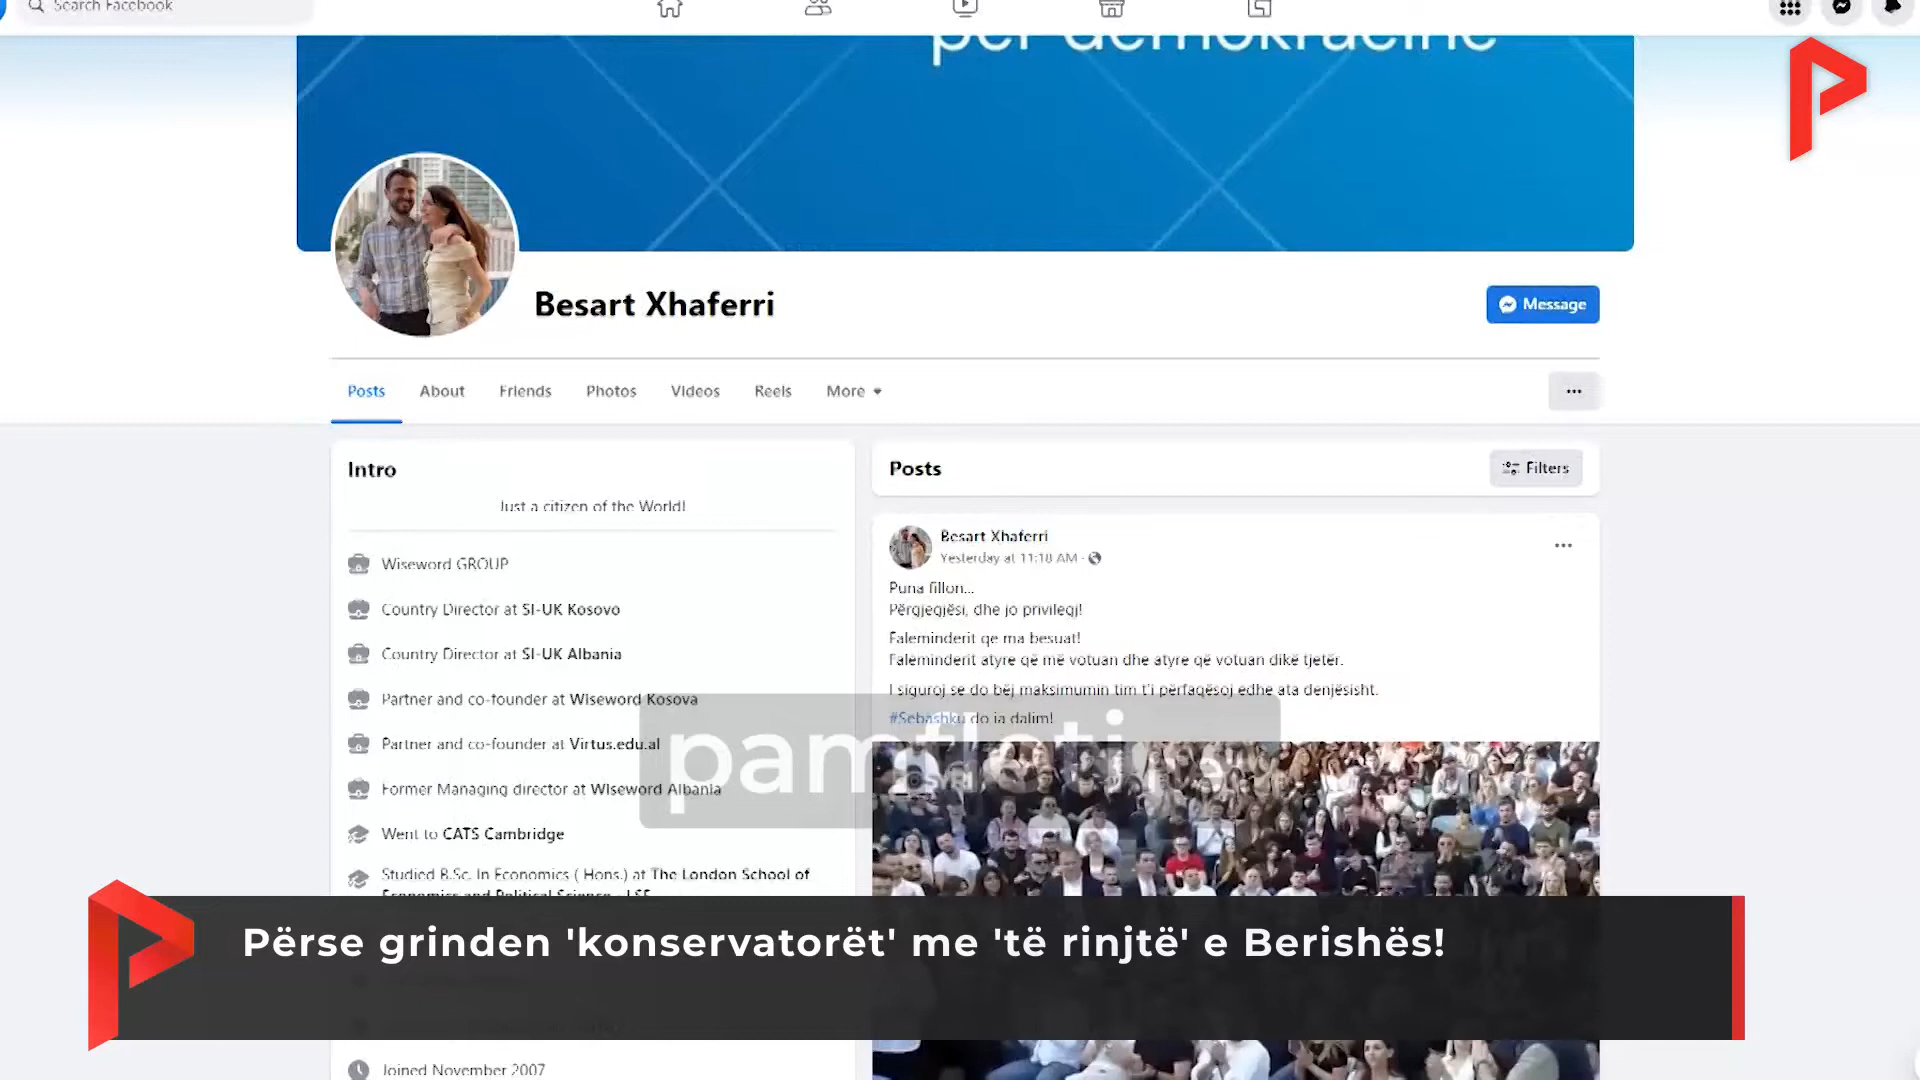 Search Facebook
për demokracinë
Besart Xhaferri
Message
Posts
About
Friends
Photos
Videos
Reels
More
Intro
Just a citizen of the World!
Wiseword GROUP
Country Director at SI-UK Kosovo
Country Director at SI-UK Albania
Partner and co-founder at Wiseword Kosova
Partner and co-founder at Virtus.edu.al
Former Managing director at Wiseword Albania
Went to CATS Cambridge
Studied B.Sc. In Economics ( Hons.) at The London School of
Economics and Political Science - LSE
Joined November 2007
Posts
Filters
Besart Xhaferri
Yesterday at 11:18 AM
Puna fillon...
Përgjegjësi, dhe jo privilegj!
Faleminderit qe ma besuat!
Faleminderit atyre që më votuan dhe atyre që votuan dikë tjetër.
I siguroj se do bëj maksimumin tim t'i përfaqësoj edhe ata denjësisht.
#Sebashku do ia dalim!
Përse grinden 'konservatorët' me 'të rinjtë' e Berishës!